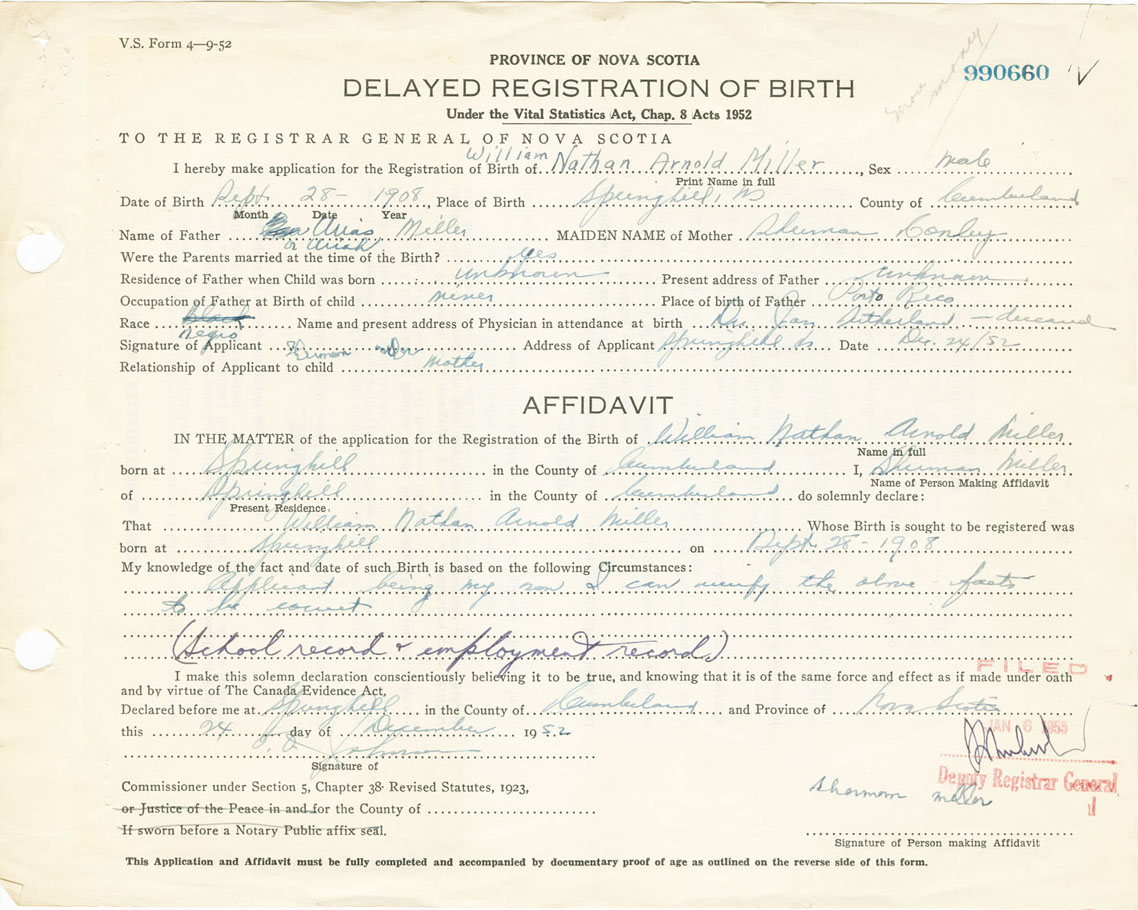 V.S. Form 4—9-52
PROVINCE OF NOVA SCOTIA
990660
DELAYED REGISTRATION OF BIRTH
Under the Vital Statistics Act, Chap. 8 Acts 1952
TO THE REGISTRAR GENERAL OF NOVA SCOTIA
I hereby make application for the Registration of Birth of William Nathan Arnold Miller, Sex male
Print Name in full
Date of Birth Sept. 28 - 1908, Place of Birth Springhill, NS County of Cumberland
Month Date Year
Name of Father Arias Miller MAIDEN NAME of Mother Sherman Conley
or Ariah
Were the Parents married at the time of the Birth? yes
Residence of Father when Child was born unknown Present address of Father unknown
Occupation of Father at Birth of child miner Place of birth of Father Porto Rico
Race Black Name and present address of Physician in attendance at birth Dr. Sutherland - deceased
Negro
Signature of Applicant Address of Applicant Springhill NS Date Dec. 24/52
Relationship of Applicant to child Mother
AFFIDAVIT
IN THE MATTER of the application for the Registration of the Birth of William Nathan Arnold Miller
Name in full
born at Springhill in the County of Cumberland I, Sherman Miller
Name of Person Making Affidavit
of Springhill in the County of Cumberland do solemnly declare:
Present Residence
That William Nathan Arnold Miller Whose Birth is sought to be registered was
born at Springhill on Sept 28 - 1908
My knowledge of the fact and date of such Birth is based on the following Circumstances:
Applicant being my son I can verify the above facts
to be correct
(School record & employment records)
FILED
I make this solemn declaration conscientiously believing it to be true, and knowing that it is of the same force and effect as if made under oath
and by virtue of The Canada Evidence Act,
Declared before me at Springhill in the County of Cumberland and Province of Nova Scotia
this 24 day of December 1952
JAN 6 1953
Johnson
Signature of
Deputy Registrar General
Commissioner under Section 5, Chapter 38 Revised Statutes, 1923,
Shermom miller
or Justice of the Peace in and for the County of
If sworn before a Notary Public affix seal.
Signature of Person making Affidavit
This Application and Affidavit must be fully completed and accompanied by documentary proof of age as outlined on the reverse side of this form.